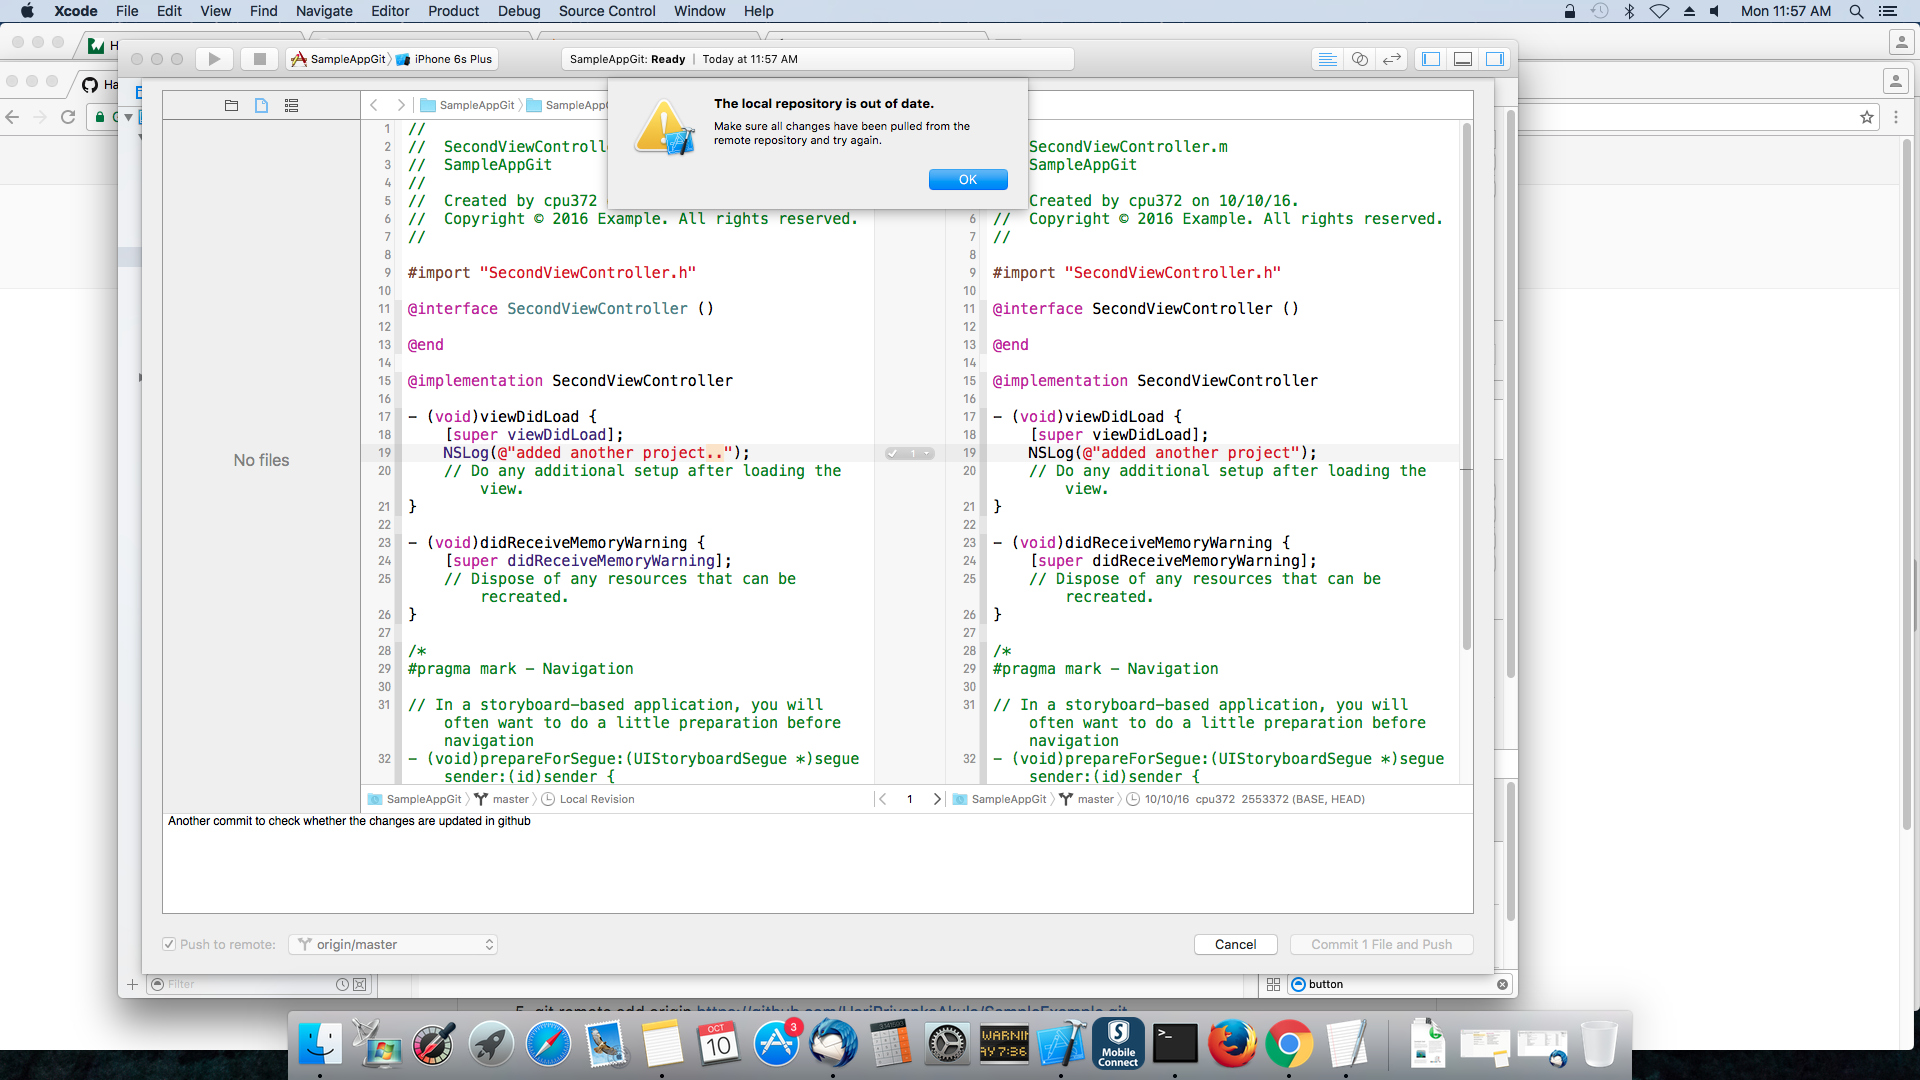 Xcode File Edit View Find Navigate Editor Product Debug Source Control Window Help Mon 11:57 AM
SampleAppGit iPhone 6s Plus
SampleAppGit: Ready | Today at 11:57 AM
Ha
SampleAppGit SampleAppG
The local repository is out of date.
Make sure all changes have been pulled from the
remote repository and try again.
OK
No files
1 //
2 // SecondViewControlle
3 // SampleAppGit
4 //
5 // Created by cpu372
6 // Copyright © 2016 Example. All rights reserved.
7 //
8
9 #import "SecondViewController.h"
10
11 @interface SecondViewController ()
12
13 @end
14
15 @implementation SecondViewController
16
17 - (void)viewDidLoad {
18 [super viewDidLoad];
19 NSLog(@"added another project..");
20 // Do any additional setup after loading the
view.
21 }
22
23 - (void)didReceiveMemoryWarning {
24 [super didReceiveMemoryWarning];
25 // Dispose of any resources that can be
recreated.
26 }
27
28 /*
29 #pragma mark - Navigation
30
31 // In a storyboard-based application, you will
often want to do a little preparation before
navigation
32 - (void)prepareForSegue:(UIStoryboardSegue *)segue
sender:(id)sender {
1
SecondViewController.m
SampleAppGit
Created by cpu372 on 10/10/16.
6 // Copyright © 2016 Example. All rights reserved.
7 //
8
9 #import "SecondViewController.h"
10
11 @interface SecondViewController ()
12
13 @end
14
15 @implementation SecondViewController
16
17 - (void)viewDidLoad {
18 [super viewDidLoad];
19 NSLog(@"added another project");
20 // Do any additional setup after loading the
view.
21 }
22
23 - (void)didReceiveMemoryWarning {
24 [super didReceiveMemoryWarning];
25 // Dispose of any resources that can be
recreated.
26 }
27
28 /*
29 #pragma mark - Navigation
30
31 // In a storyboard-based application, you will
often want to do a little preparation before
navigation
32 - (void)prepareForSegue:(UIStoryboardSegue *)segue
sender:(id)sender {
SampleAppGit master Local Revision 1 SampleAppGit master 10/10/16 cpu372 2553372 (BASE, HEAD)
Another commit to check whether the changes are updated in github
Push to remote: origin/master Cancel Commit 1 File and Push
Filter button
5. git remote add origin https://github.com/HariPriyankaAkula/SampleExample.git
OCT
10
3
WARNIN
AY 7:36
S
Mobile
Connect
>_